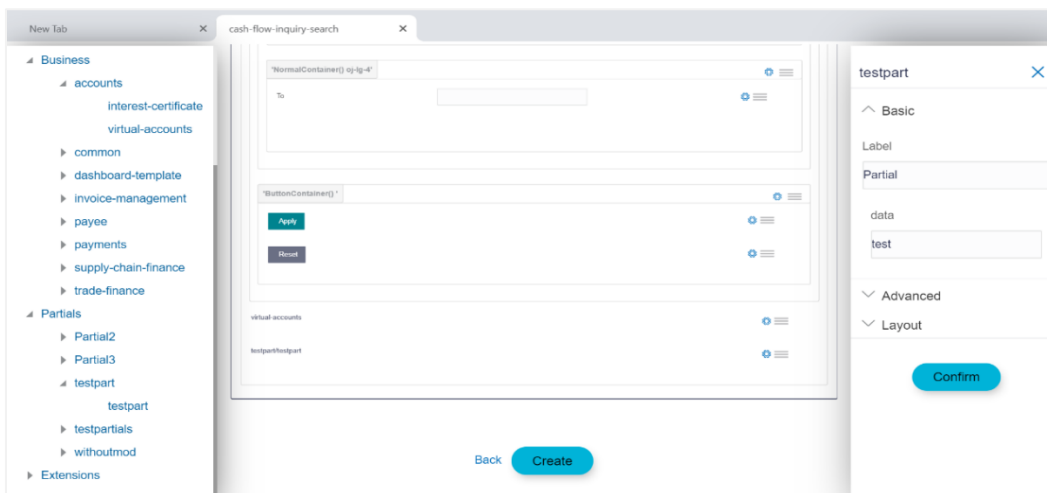 New Tab
cash-flow-inquiry-search
Business
accounts
interest-certificate
virtual-accounts
common
dashboard-template
invoice-management
payee
payments
supply-chain-finance
trade-finance
Partials
Partial2
Partial3
testpart
testpart
testpartials
withoutmod
Extensions
'NormalContainer() oj-lg-4'
To
'ButtonContainer() '
Apply
Reset
virtual-accounts
testpart/testpart
Back
Create
testpart
Basic
Label
Partial
data
test
Advanced
Layout
Confirm